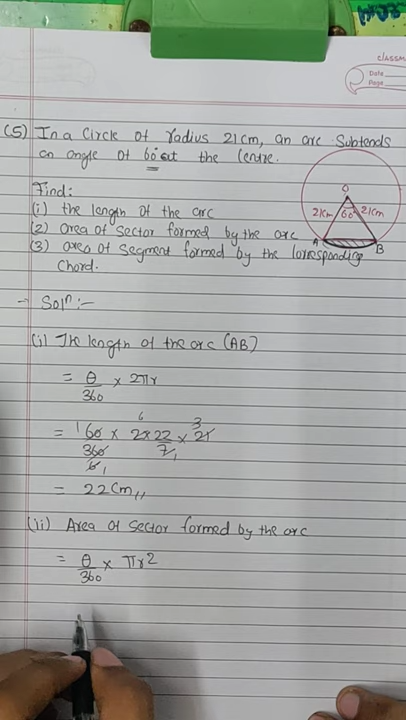 classm
Date
Page
(5) In a Circle of radius 21cm, an arc Subtends
an angle of 60° at the Centre.
Find:
(i) the length of the arc
(2) area of Sector formed by the arc
(3) area of Segment formed by the Corresponding
Chord.
O
21cm 60° 21cm
A B
→ Solⁿ:-
(i) The length of the arc (AB)
= θ/360 × 2πr
= 60/360 × 2×22/7 × 21
= 22cm,,
(ii) Area of Sector formed by the arc
= θ/360 × πr2